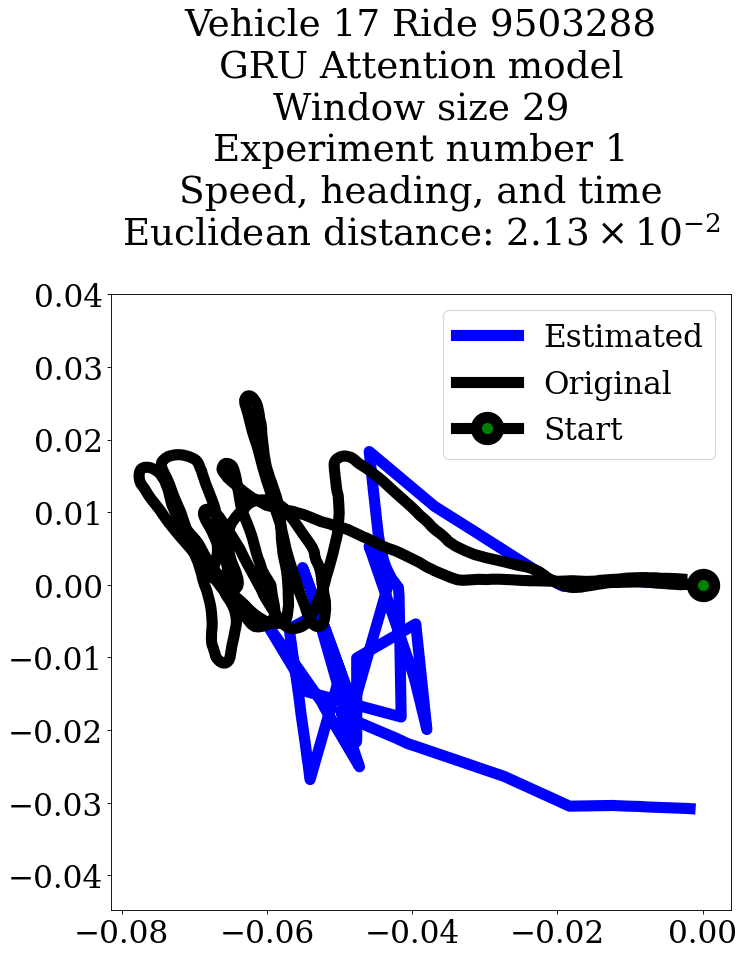 Vehicle 17 Ride 9503288
GRU Attention model
Window size 29
Experiment number 1
Speed, heading, and time
Euclidean distance: 2.13 × 10⁻²
Estimated
Original
Start
0.04
0.03
0.02
0.01
0.00
−0.01
−0.02
−0.03
−0.04
−0.08 −0.06 −0.04 −0.02 0.00